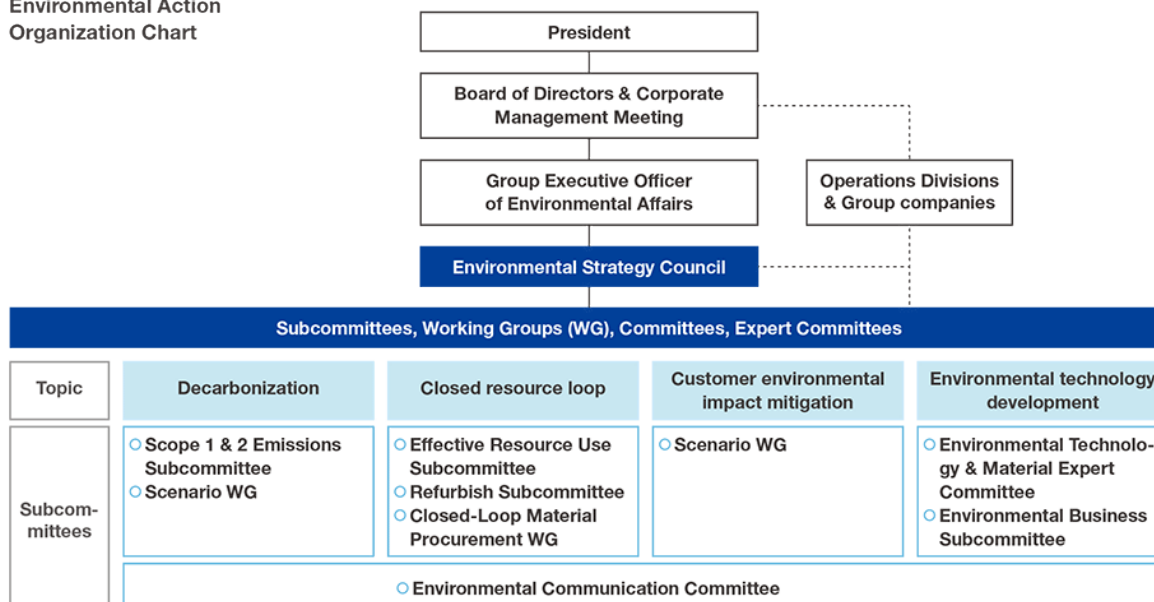 Environmental Action
Organization Chart
President
Board of Directors & Corporate
Management Meeting
Group Executive Officer
of Environmental Affairs
Operations Divisions
& Group companies
Environmental Strategy Council
Subcommittees, Working Groups (WG), Committees, Expert Committees
Topic
Decarbonization
Closed resource loop
Customer environmental
impact mitigation
Environmental technology
development
Subcom-
mittees
Scope 1 & 2 Emissions
Subcommittee
Scenario WG
Effective Resource Use
Subcommittee
Refurbish Subcommittee
Closed-Loop Material
Procurement WG
Scenario WG
Environmental Technolo-
gy & Material Expert
Committee
Environmental Business
Subcommittee
Environmental Communication Committee